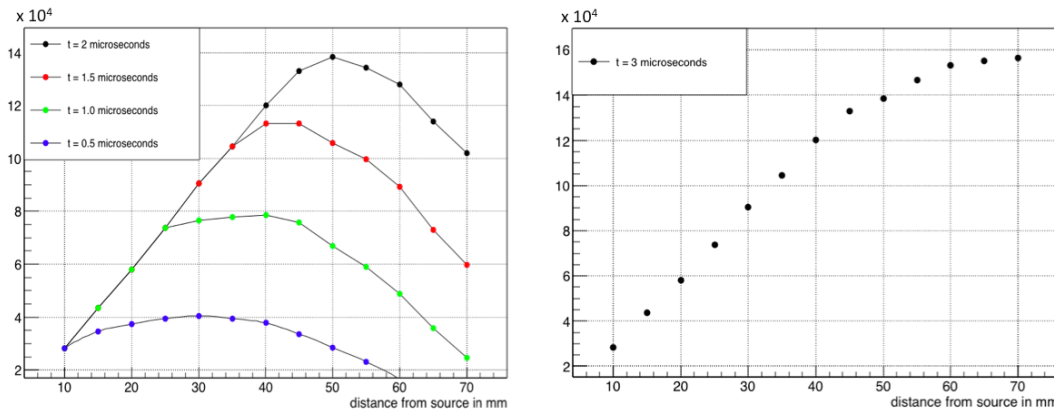 x 10⁴
t = 2 microseconds
t = 1.5 microseconds
t = 1.0 microseconds
t = 0.5 microseconds
14
12
10
8
6
4
2
10 20 30 40 50 60 70
distance from source in mm
x 10⁴
t = 3 microseconds
16
14
12
10
8
6
4
2
10 20 30 40 50 60 70
distance from source in mm